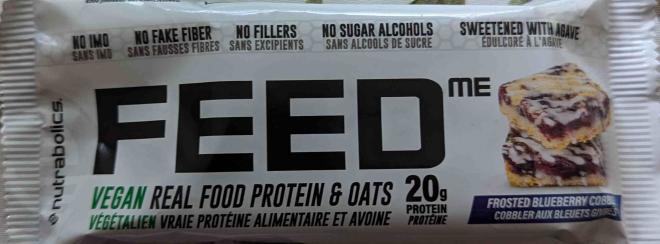 NO IMO
SANS IMO
NO FAKE FIBER
SANS FAUSSES FIBRES
NO FILLERS
SANS EXCIPIENTS
NO SUGAR ALCOHOLS
SANS ALCOOLS DE SUCRE
SWEETENED WITH AGAVE
ÉDULCORÉ À L'AGAVE
nutrabolics.
FEED ME
VEGAN REAL FOOD PROTEIN & OATS
VÉGÉTALIEN VRAIE PROTÉINE ALIMENTAIRE ET AVOINE
20g
PROTEIN
PROTÉINE
FROSTED BLUEBERRY
COBBLER AUX BLEUETS